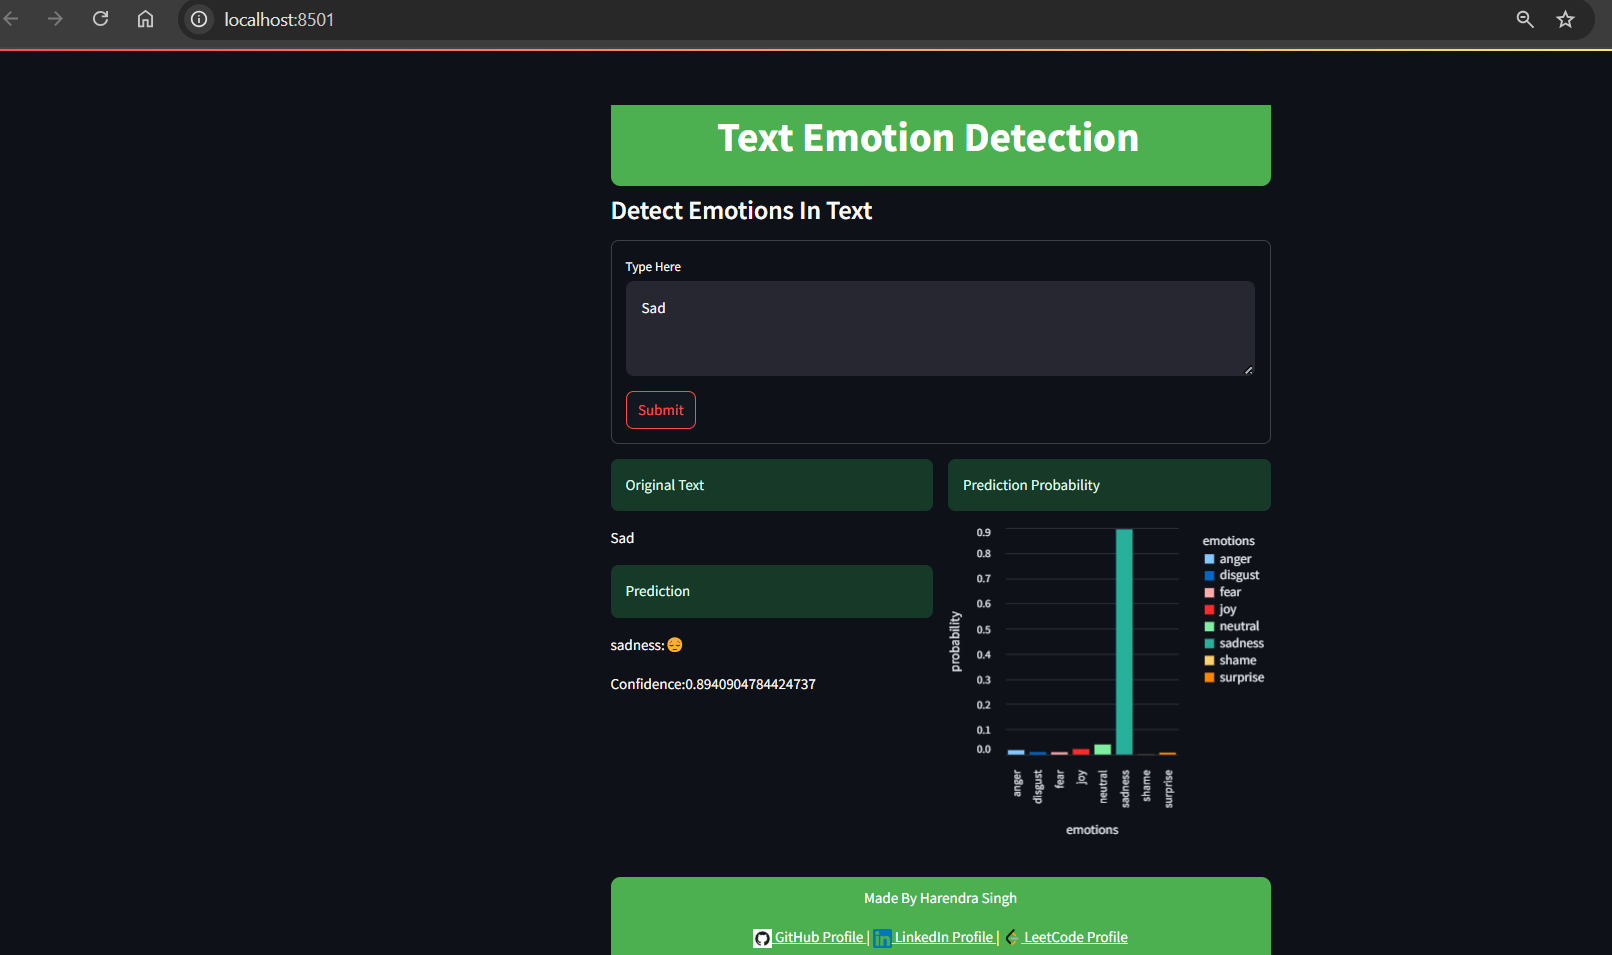 localhost:8501
Text Emotion Detection
Detect Emotions In Text
Type Here
Sad
Submit
Original Text
Sad
Prediction
sadness:😔
Confidence:0.8940904784424737
Prediction Probability
0.9
0.8
0.7
0.6
0.5
0.4
0.3
0.2
0.1
0.0
probability
anger
disgust
fear
joy
neutral
sadness
shame
surprise
emotions
emotions
anger
disgust
fear
joy
neutral
sadness
shame
surprise
Made By Harendra Singh
GitHub Profile | in LinkedIn Profile | LeetCode Profile